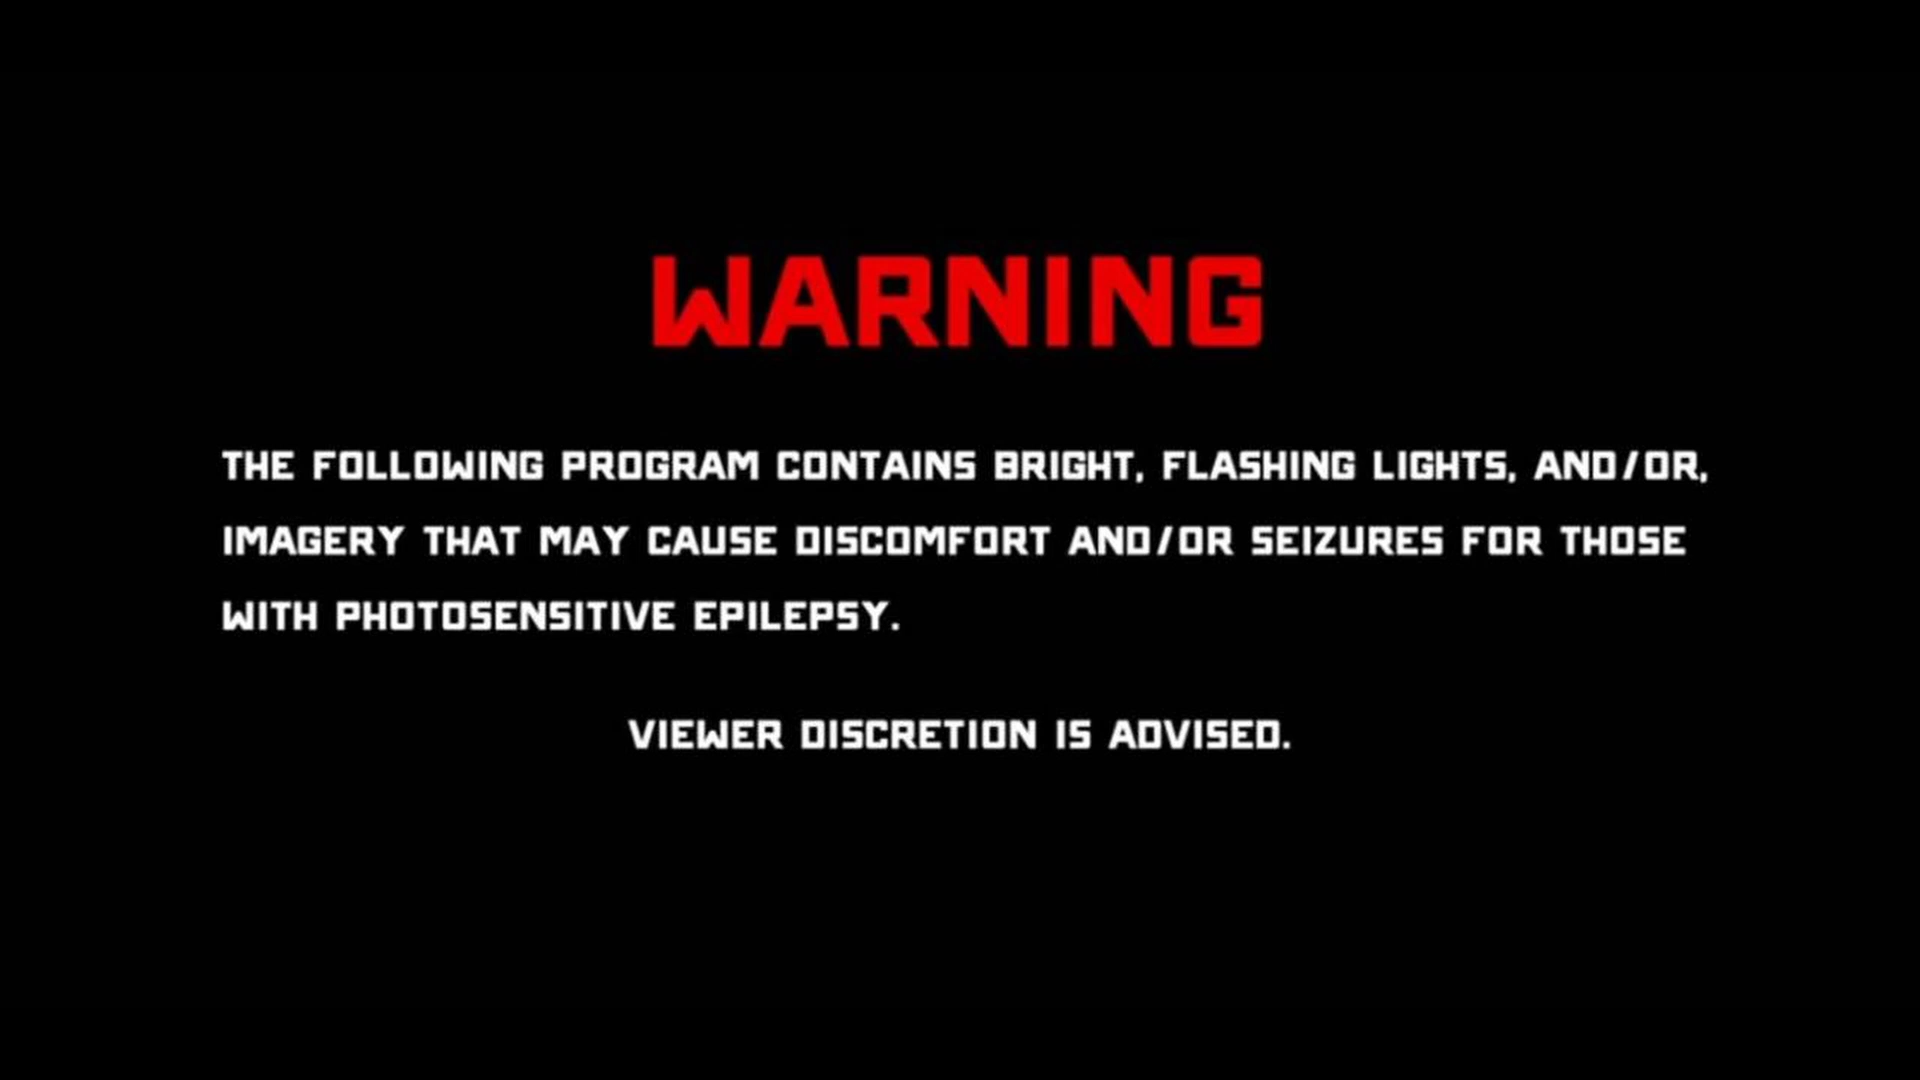 WARNING
THE FOLLOWING PROGRAM CONTAINS BRIGHT, FLASHING LIGHTS, AND/OR,
IMAGERY THAT MAY CAUSE DISCOMFORT AND/OR SEIZURES FOR THOSE
WITH PHOTOSENSITIVE EPILEPSY.
VIEWER DISCRETION IS ADVISED.